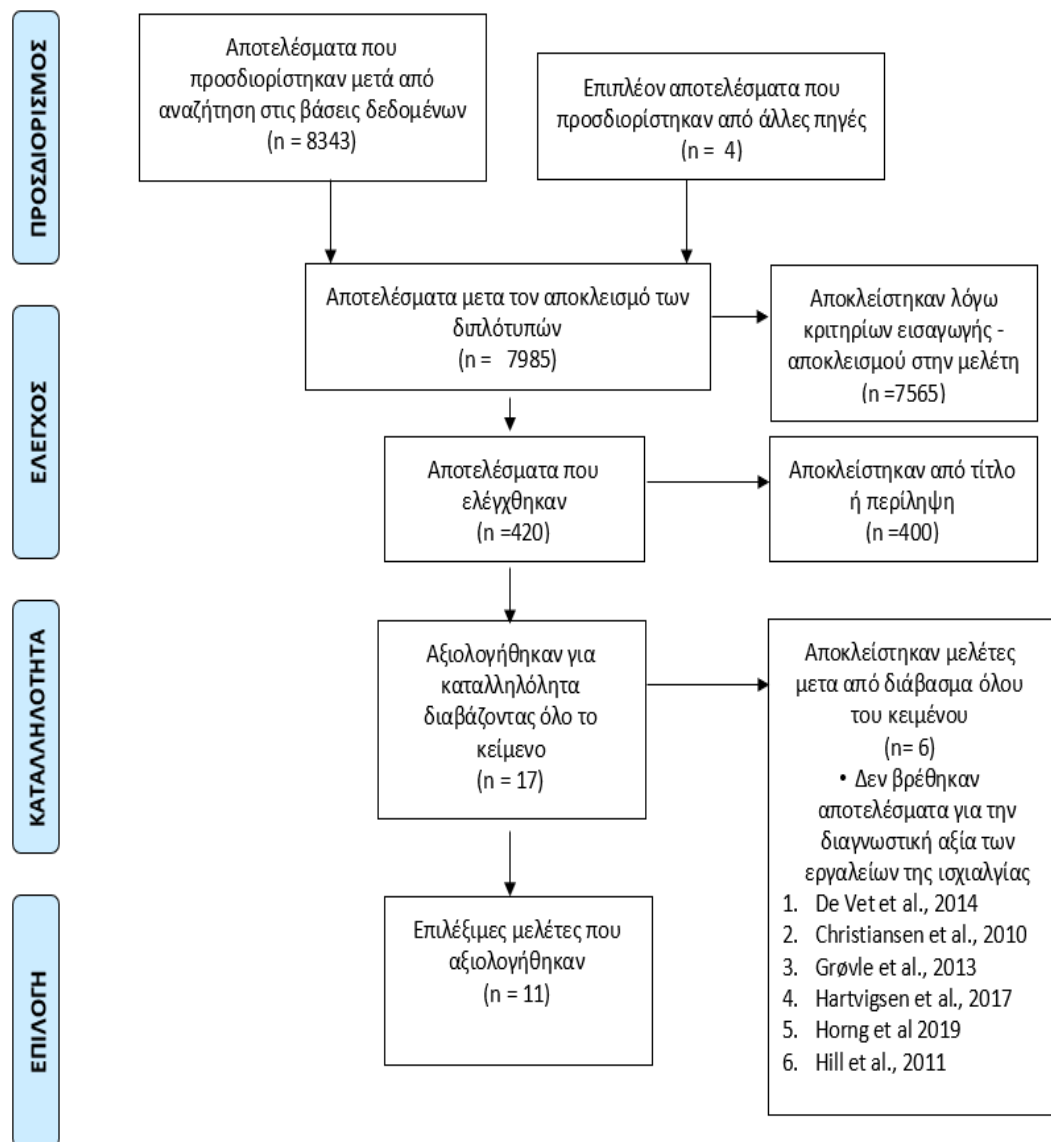 ΠΡΟΣΔΙΟΡΙΣΜΟΣ
Αποτελέσματα που
προσδιορίστηκαν μετά από
αναζήτηση στις βάσεις δεδομένων
(n = 8343)
Επιπλέον αποτελέσματα που
προσδιορίστηκαν από άλλες πηγές
(n = 4)
ΕΛΕΓΧΟΣ
Αποτελέσματα μετα τον αποκλεισμό των
διπλότυπών
(n = 7985)
Αποκλείστηκαν λόγω
κριτηρίων εισαγωγής -
αποκλεισμού στην μελέτη
(n =7565)
Αποτελέσματα που
ελέγχθηκαν
(n =420)
Αποκλείστηκαν από τίτλο
ή περίληψη
(n =400)
ΚΑΤΑΛΛΗΛΟΤΗΤΑ
Αξιολογήθηκαν για
καταλληλόλητα
διαβάζοντας όλο το
κείμενο
(n = 17)
Αποκλείστηκαν μελέτες
μετα από διάβασμα όλου
του κειμένου
(n= 6)
• Δεν βρέθηκαν
αποτελέσματα για την
διαγνωστική αξία των
εργαλείων της ισχιαλγίας
1. De Vet et al., 2014
2. Christiansen et al., 2010
3. Grøvle et al., 2013
4. Hartvigsen et al., 2017
5. Horng et al 2019
6. Hill et al., 2011
ΕΠΙΛΟΓΗ
Επιλέξιμες μελέτες που
αξιολογήθηκαν
(n = 11)